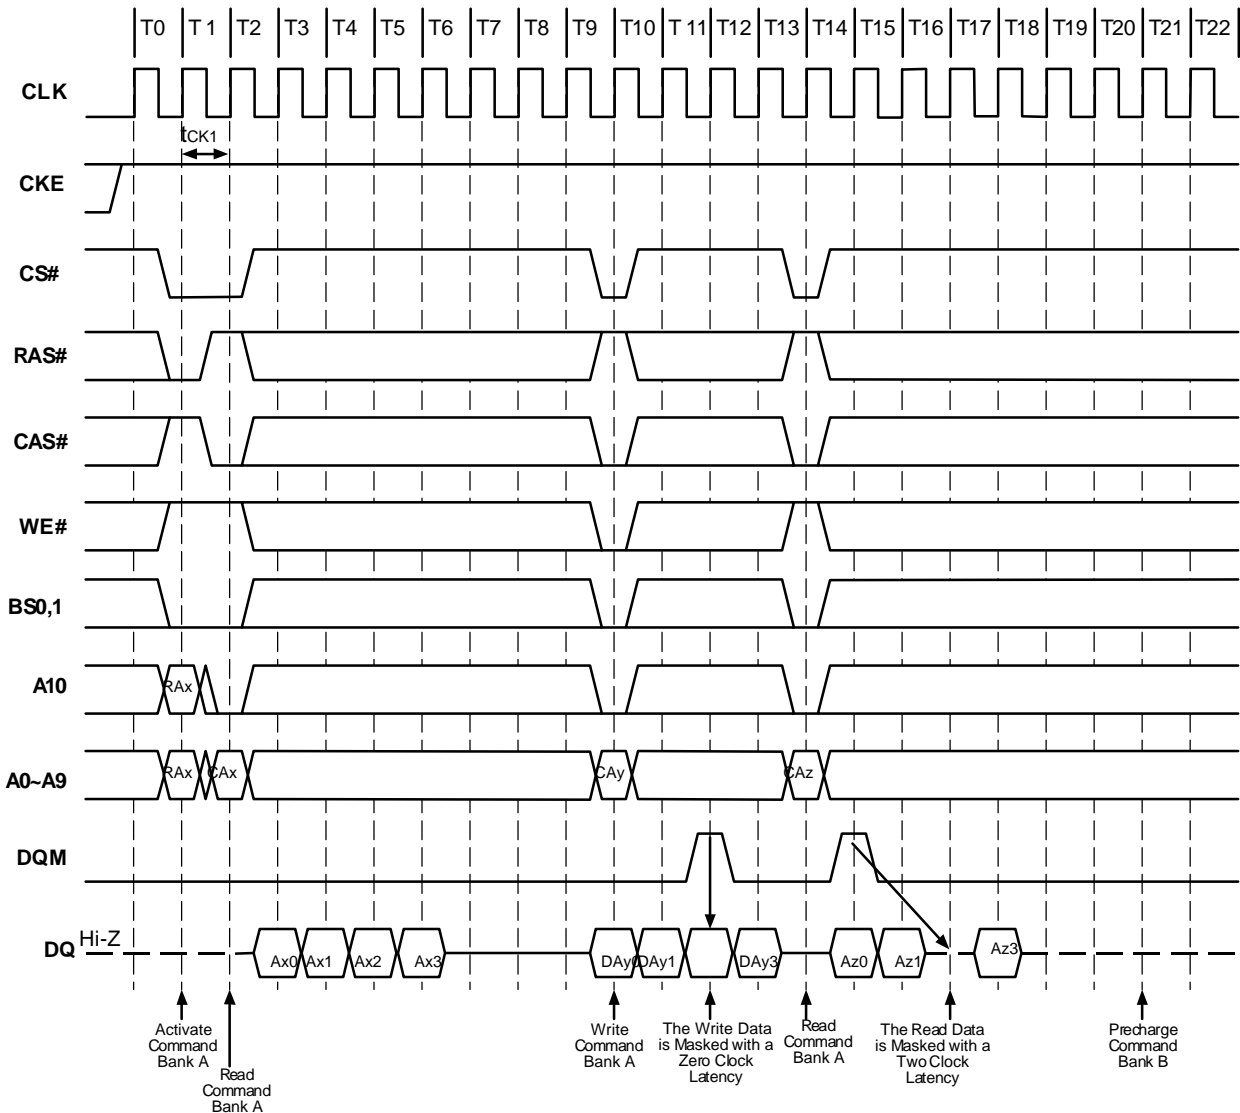 T0 T 1 T2 T3 T4 T5 T6 T7 T8 T9 T10 T 11 T12 T13 T14 T15 T16 T17 T18 T19 T20 T21 T22
CLK
tCK1
CKE
CS#
RAS#
CAS#
WE#
BS0,1
A10
RAx
A0~A9
RAx CAx CAy CAz
DQM
DQ
Hi-Z
Ax0 Ax1 Ax2 Ax3 DAy0 DAy1 DAy3 Az0 Az1 Az3
Activate
Command
Bank A
Read
Command
Bank A
Write
Command
Bank A
The Write Data
is Masked with a
Zero Clock
Latency
Read
Command
Bank A
The Read Data
is Masked with a
Two Clock
Latency
Precharge
Command
Bank B